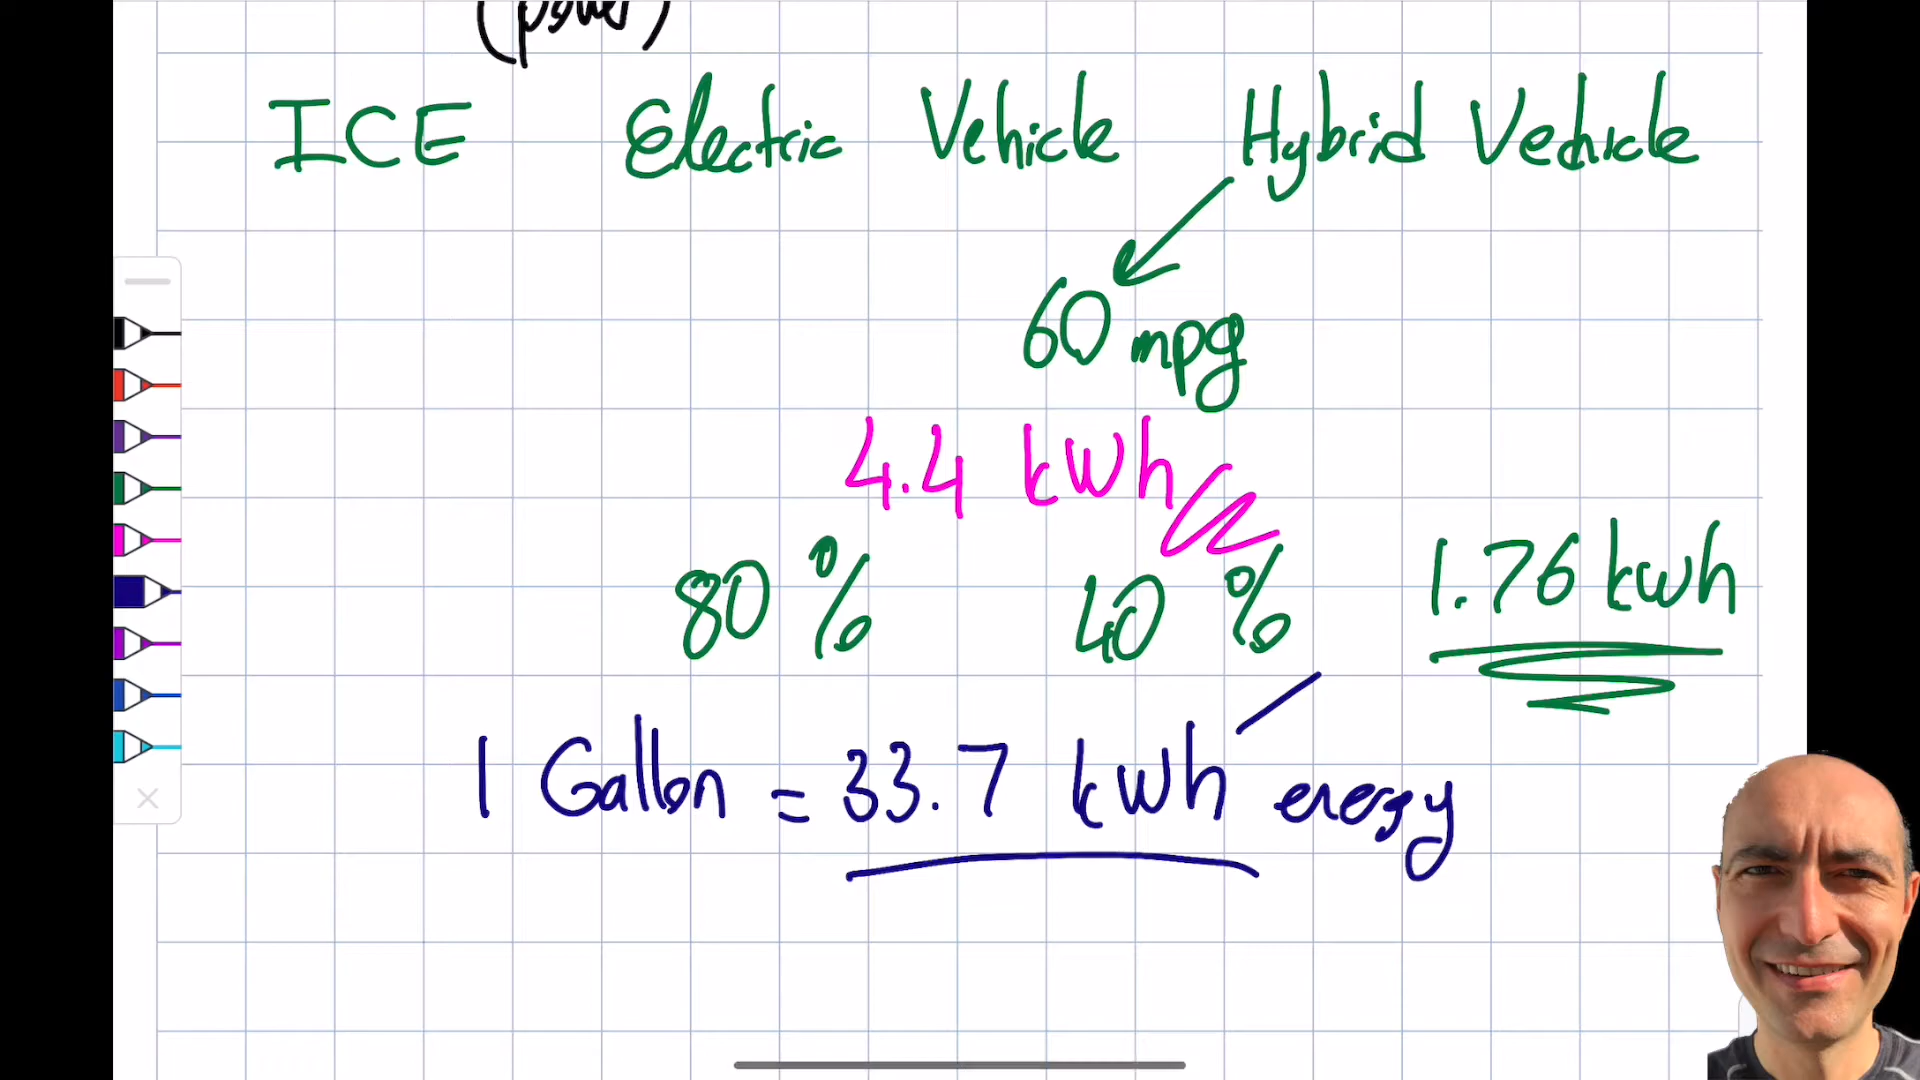 (power)
ICE Electric Vehicle Hybrid Vehicle
60 mpg
4.4 kWh
80 % 40 % 1.76 kwh
1 Gallon = 33.7 kWh energy